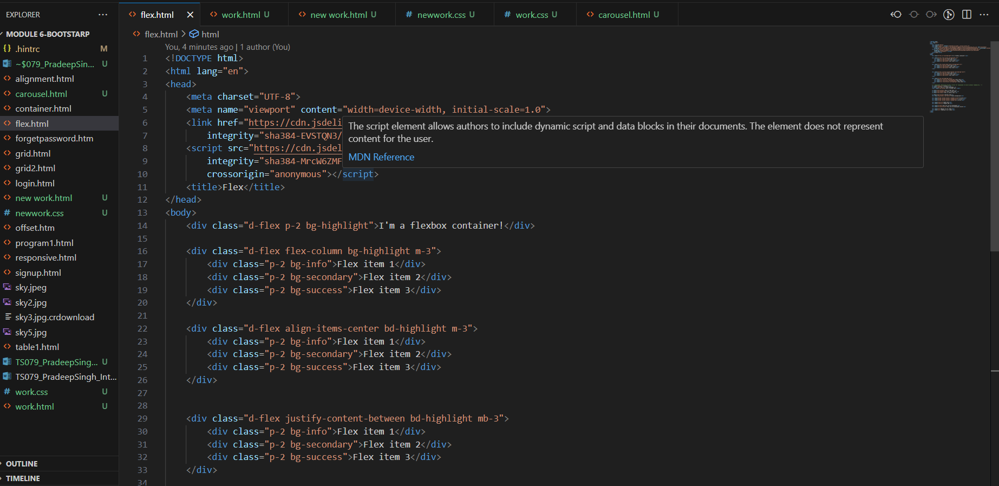 EXPLORER
MODULE 6-BOOTSTARP
.hintrc M
~$079_PradeepSin... U
alignment.html
carousel.html U
container.html
flex.html
forgetpassword.htm
grid.html
grid2.html
login.html
new work.html U
newwork.css U
offset.htm
program1.html
responsive.html
signup.html
sky.jpeg
sky2.jpg
sky3.jpg.crdownload
sky5.jpg
table1.html
TS079_PradeepSing... U
TS079_PradeepSingh_Int...
work.css U
work.html U
OUTLINE
TIMELINE
flex.html
work.html U
new work.html U
newwork.css U
work.css U
carousel.html U
flex.html > html
You, 4 minutes ago | 1 author (You)
1 <!DOCTYPE html>
2 <html lang="en">
3 <head>
4 <meta charset="UTF-8">
5 <meta name="viewport" content="width=device-width, initial-scale=1.0">
6 <link href="https://cdn.jsdeli
7 integrity="sha384-EVSTQN3/
8 <script src="https://cdn.jsdel
9 integrity="sha384-MrcW6ZMF
10 crossorigin="anonymous"></script>
11 <title>Flex</title>
12 </head>
13 <body>
14 <div class="d-flex p-2 bg-highlight">I'm a flexbox container!</div>
15
16 <div class="d-flex flex-column bg-highlight m-3">
17 <div class="p-2 bg-info">Flex item 1</div>
18 <div class="p-2 bg-secondary">Flex item 2</div>
19 <div class="p-2 bg-success">Flex item 3</div>
20 </div>
21
22 <div class="d-flex align-items-center bd-highlight m-3">
23 <div class="p-2 bg-info">Flex item 1</div>
24 <div class="p-2 bg-secondary">Flex item 2</div>
25 <div class="p-2 bg-success">Flex item 3</div>
26 </div>
27
28
29 <div class="d-flex justify-content-between bd-highlight mb-3">
30 <div class="p-2 bg-info">Flex item 1</div>
31 <div class="p-2 bg-secondary">Flex item 2</div>
32 <div class="p-2 bg-success">Flex item 3</div>
33 </div>
34
The script element allows authors to include dynamic script and data blocks in their documents. The element does not represent
content for the user.
MDN Reference